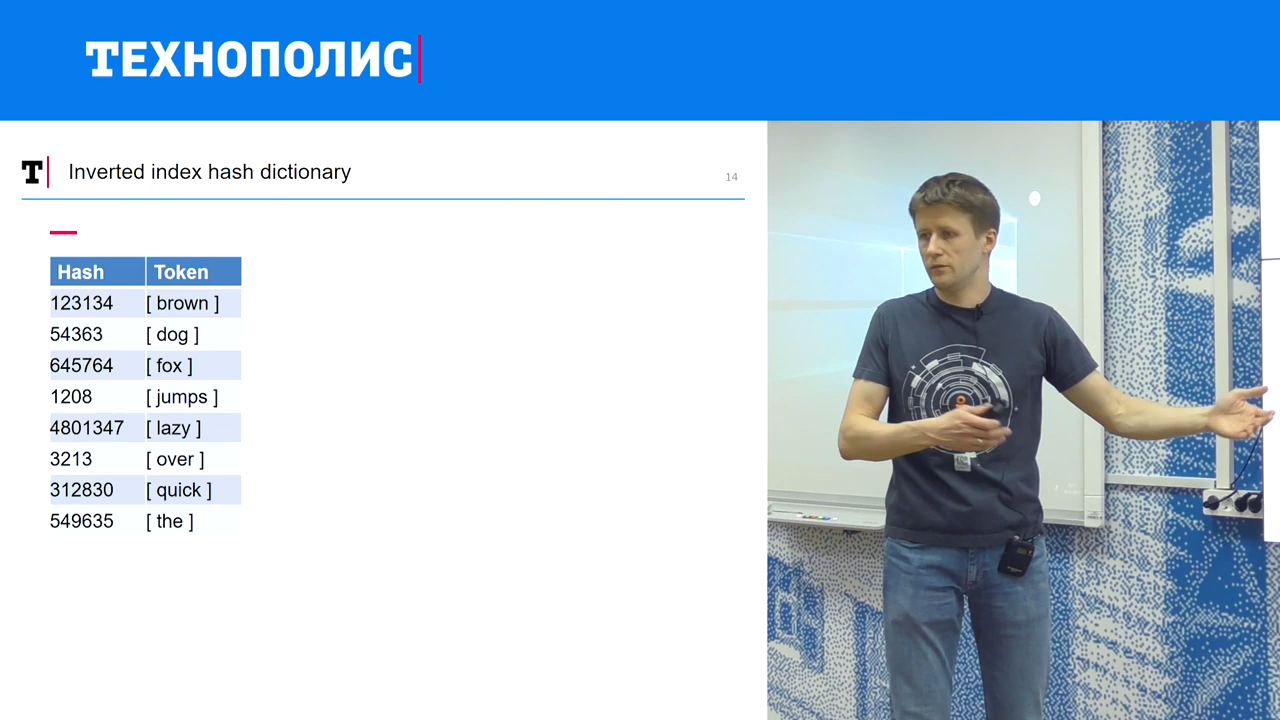 ТЕХНОПОЛИС
T Inverted index hash dictionary
14
Hash Token
123134 [ brown ]
54363 [ dog ]
645764 [ fox ]
1208 [ jumps ]
4801347 [ lazy ]
3213 [ over ]
312830 [ quick ]
549635 [ the ]